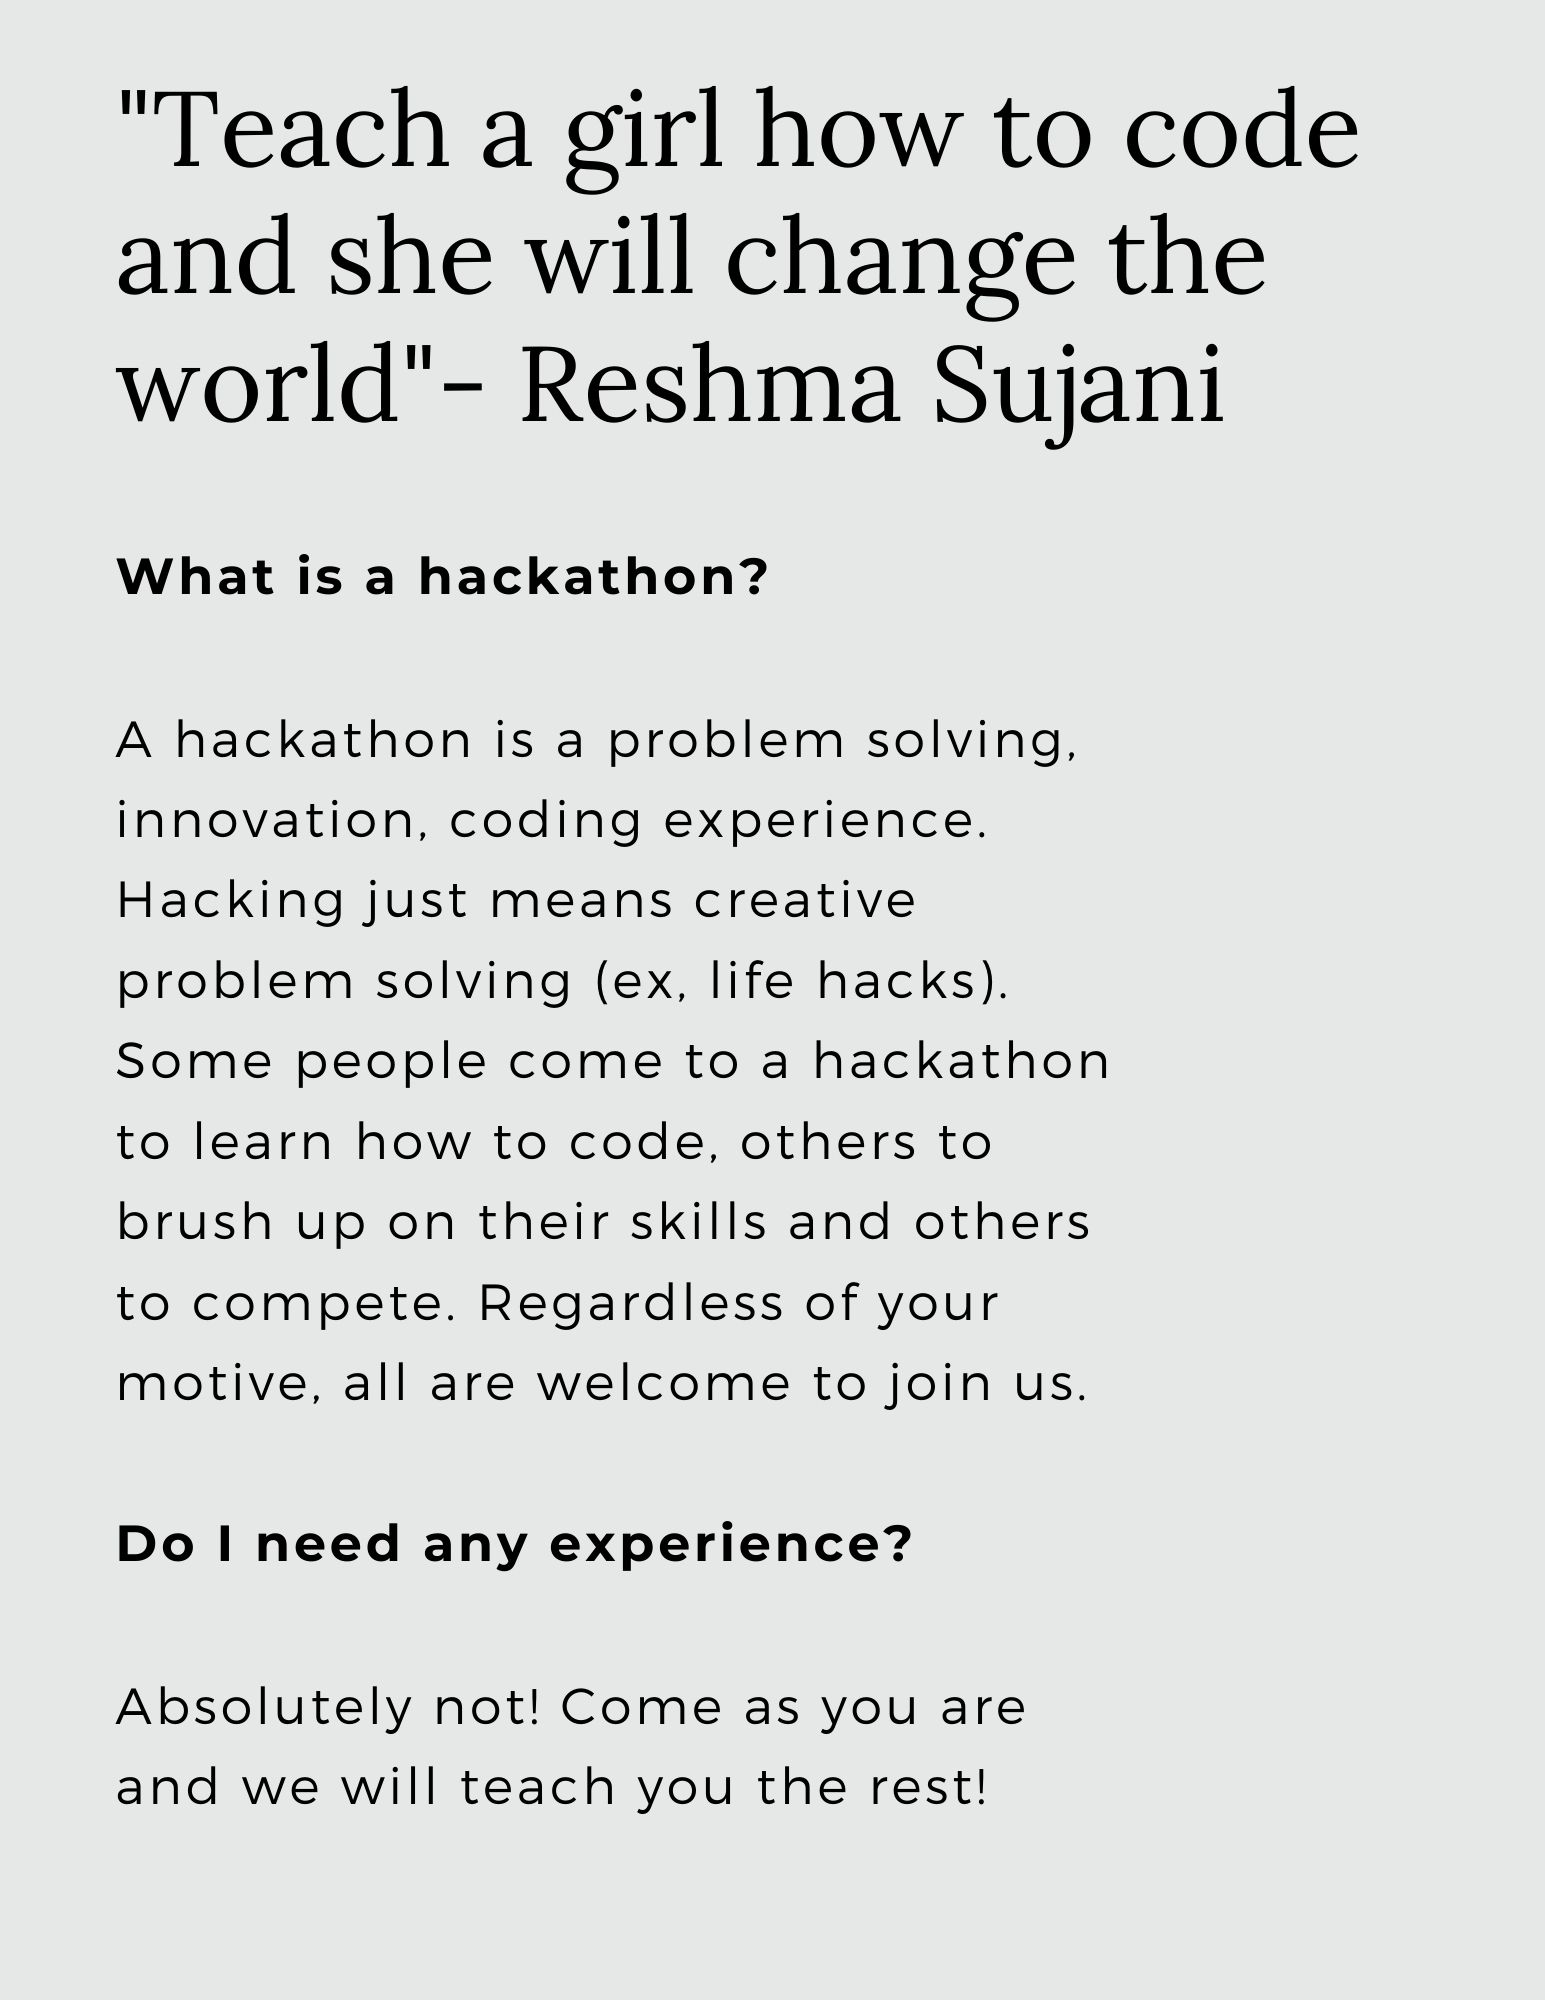 "Teach a girl how to code
and she will change the
world"- Reshma Sujani
What is a hackathon?
A hackathon is a problem solving,
innovation, coding experience.
Hacking just means creative
problem solving (ex, life hacks).
Some people come to a hackathon
to learn how to code, others to
brush up on their skills and others
to compete. Regardless of your
motive, all are welcome to join us.
Do I need any experience?
Absolutely not! Come as you are
and we will teach you the rest!